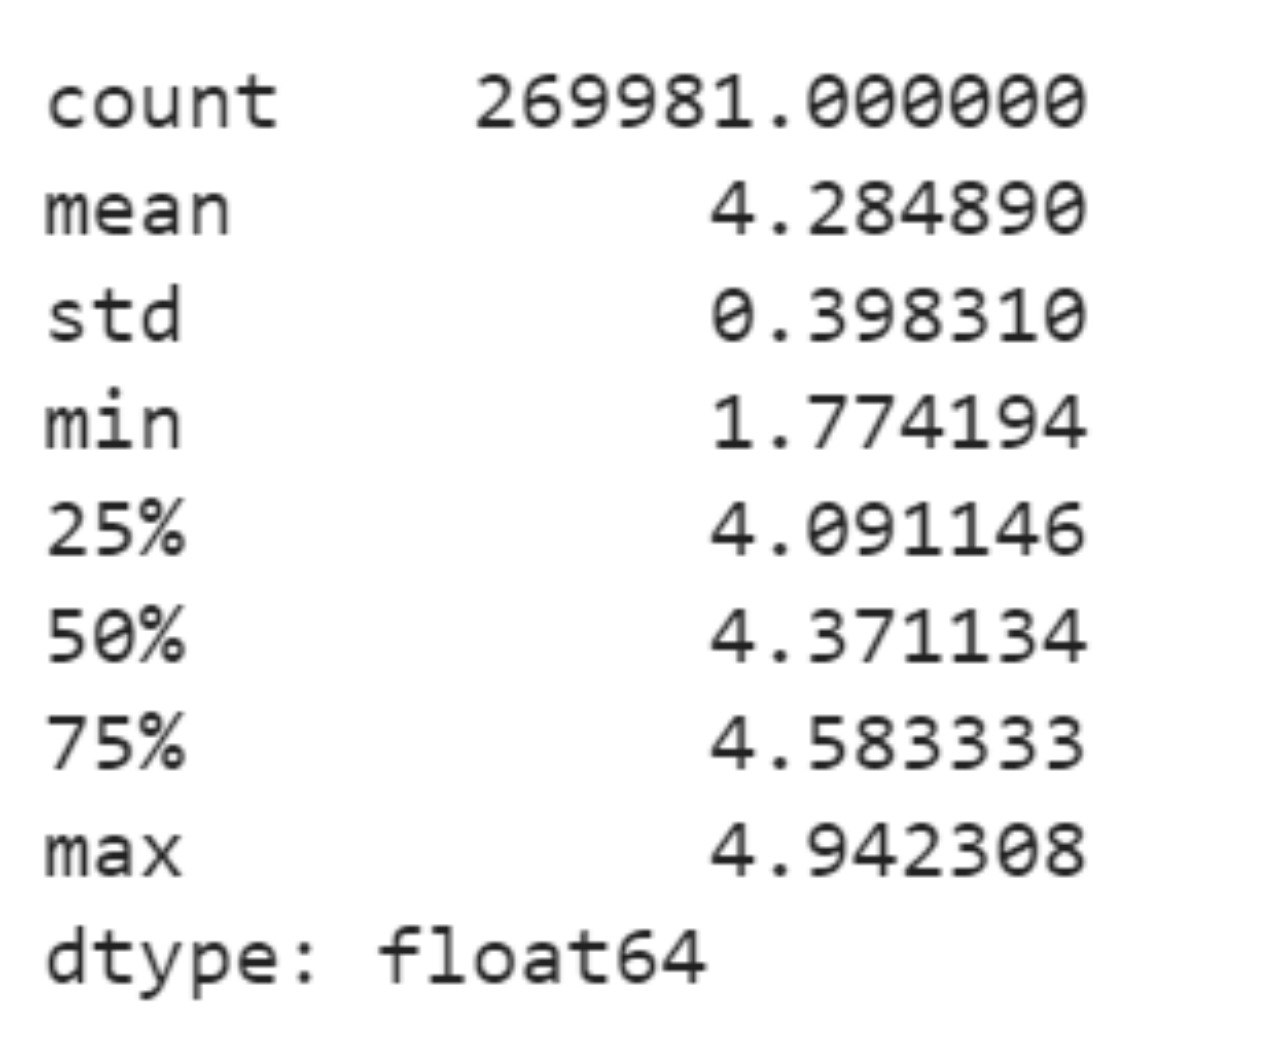 count 269981.000000
mean 4.284890
std 0.398310
min 1.774194
25% 4.091146
50% 4.371134
75% 4.583333
max 4.942308
dtype: float64